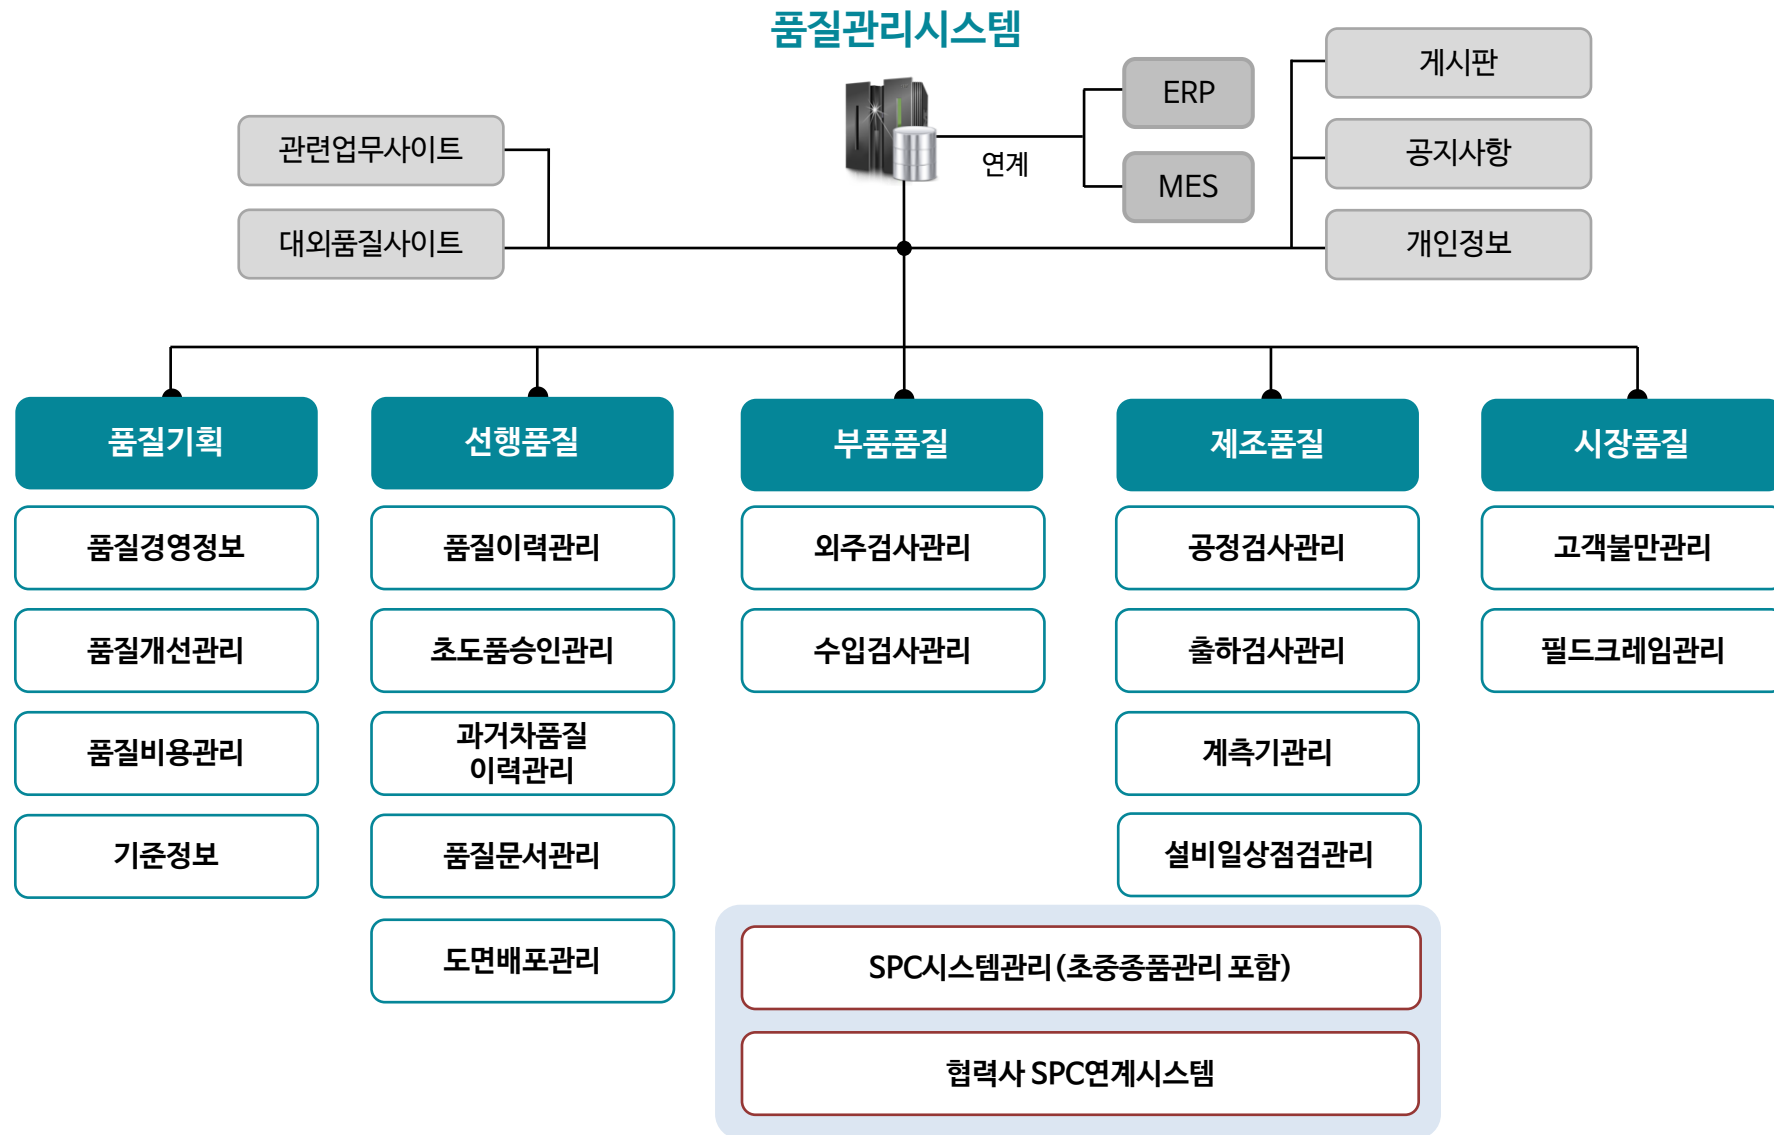 품질관리시스템
관련업무사이트
대외품질사이트
연계
ERP
MES
게시판
공지사항
개인정보
품질기획
품질경영정보
품질개선관리
품질비용관리
기준정보
선행품질
품질이력관리
초도품승인관리
과거차품질
이력관리
품질문서관리
도면배포관리
부품품질
외주검사관리
수입검사관리
제조품질
공정검사관리
출하검사관리
계측기관리
설비일상점검관리
시장품질
고객불만관리
필드크레임관리
SPC시스템관리(초중종품관리 포함)
협력사 SPC연계시스템